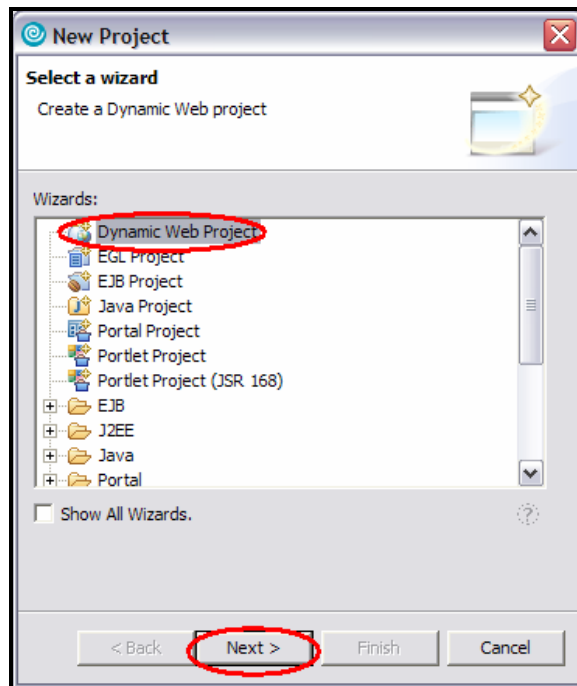 New Project
Select a wizard
Create a Dynamic Web project
Wizards:
Dynamic Web Project
EGL Project
EJB Project
Java Project
Portal Project
Portlet Project
Portlet Project (JSR 168)
EJB
J2EE
Java
Portal
Show All Wizards.
?
< Back Next > Finish Cancel